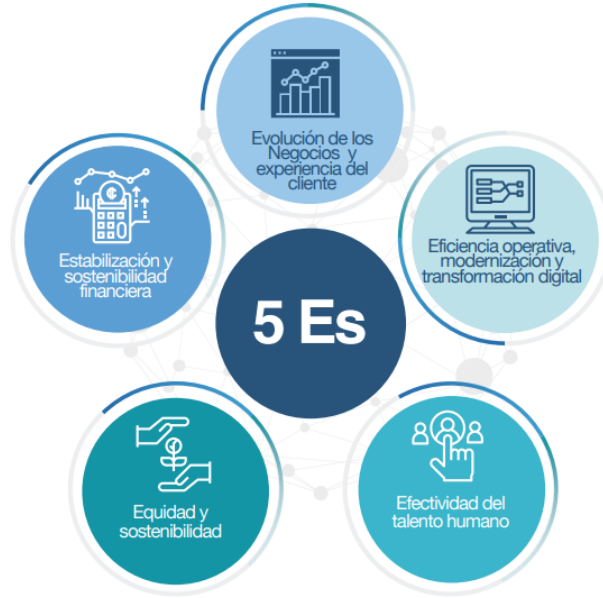 Evolución de los
Negocios y
experiencia del
cliente
Estabilización y
sostenibilidad
financiera
Eficiencia operativa,
modernización y
transformación digital
5 Es
Equidad y
sostenibilidad
Efectividad del
talento humano